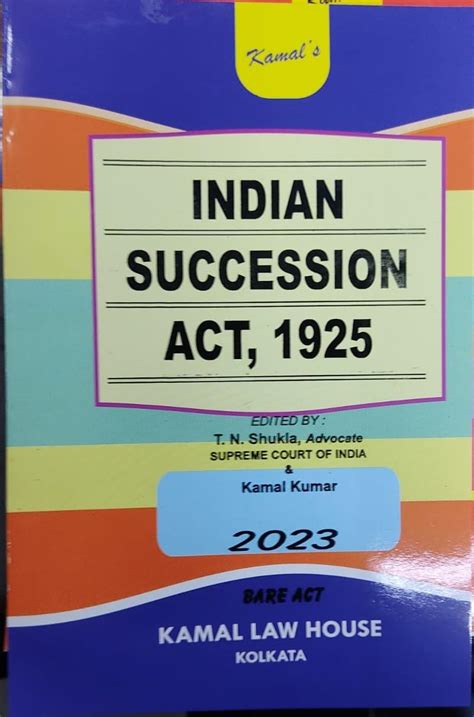 Kamal's
INDIAN
SUCCESSION
ACT, 1925
EDITED BY :
T. N. Shukla, Advocate
SUPREME COURT OF INDIA
&
Kamal Kumar
2023
BARE ACT
KAMAL LAW HOUSE
KOLKATA